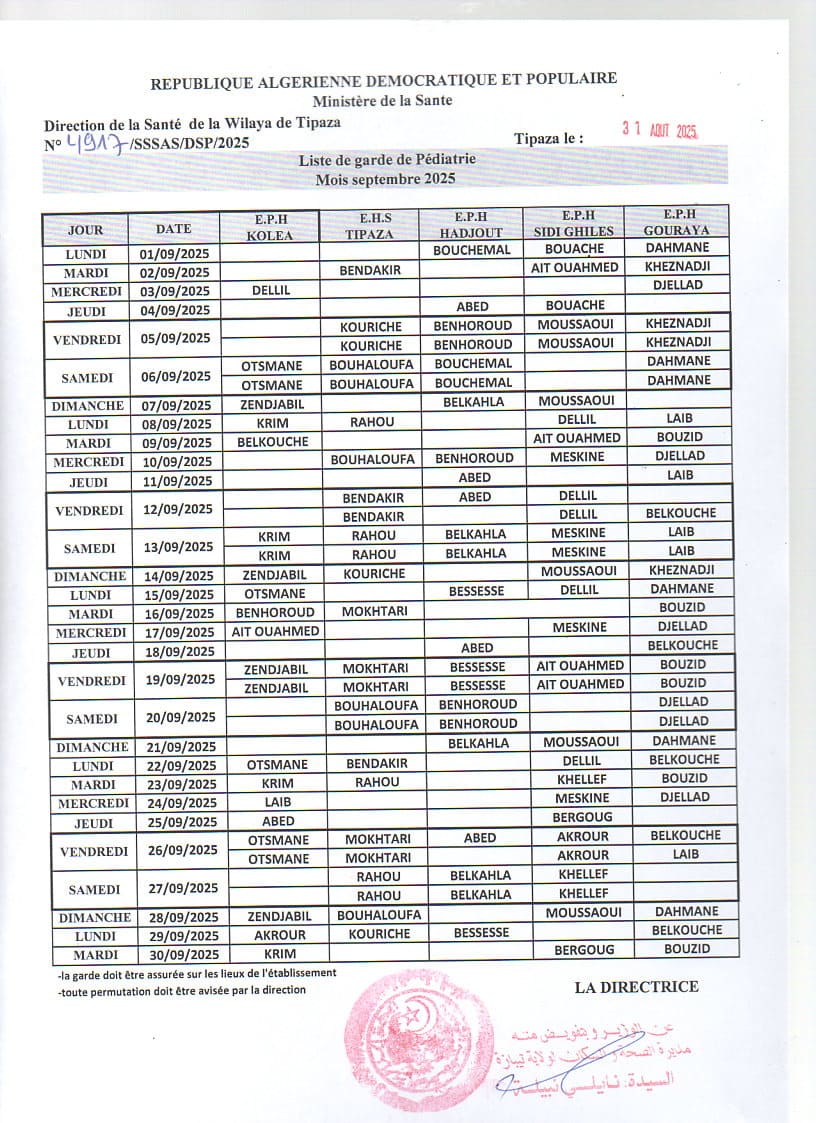 REPUBLIQUE ALGERIENNE DEMOCRATIQUE ET POPULAIRE
Ministère de la Sante
Direction de la Santé de la Wilaya de Tipaza
N° 4917/SSSAS/DSP/2025 Tipaza le : 31 AOUT 2025
Liste de garde de Pédiatrie
Mois septembre 2025
JOUR DATE E.P.H KOLEA E.H.S TIPAZA E.P.H HADJOUT E.P.H SIDI GHILES E.P.H GOURAYA
LUNDI 01/09/2025 BOUCHEMAL BOUACHE DAHMANE
MARDI 02/09/2025 BENDAKIR AIT OUAHMED KHEZNADJI
MERCREDI 03/09/2025 DELLIL DJELLAD
JEUDI 04/09/2025 ABED BOUACHE
VENDREDI 05/09/2025 KOURICHE BENHOROUD MOUSSAOUI KHEZNADJI
KOURICHE BENHOROUD MOUSSAOUI KHEZNADJI
SAMEDI 06/09/2025 OTSMANE BOUHALOUFA BOUCHEMAL DAHMANE
OTSMANE BOUHALOUFA BOUCHEMAL DAHMANE
DIMANCHE 07/09/2025 ZENDJABIL BELKAHLA MOUSSAOUI
LUNDI 08/09/2025 KRIM RAHOU DELLIL LAIB
MARDI 09/09/2025 BELKOUCHE AIT OUAHMED BOUZID
MERCREDI 10/09/2025 BOUHALOUFA BENHOROUD MESKINE DJELLAD
JEUDI 11/09/2025 ABED LAIB
VENDREDI 12/09/2025 BENDAKIR ABED DELLIL
BENDAKIR DELLIL BELKOUCHE
SAMEDI 13/09/2025 KRIM RAHOU BELKAHLA MESKINE LAIB
KRIM RAHOU BELKAHLA MESKINE LAIB
DIMANCHE 14/09/2025 ZENDJABIL KOURICHE MOUSSAOUI KHEZNADJI
LUNDI 15/09/2025 OTSMANE BESSESSE DELLIL DAHMANE
MARDI 16/09/2025 BENHOROUD MOKHTARI BOUZID
MERCREDI 17/09/2025 AIT OUAHMED MESKINE DJELLAD
JEUDI 18/09/2025 ABED BELKOUCHE
VENDREDI 19/09/2025 ZENDJABIL MOKHTARI BESSESSE AIT OUAHMED BOUZID
ZENDJABIL MOKHTARI BESSESSE AIT OUAHMED BOUZID
SAMEDI 20/09/2025 BOUHALOUFA BENHOROUD DJELLAD
BOUHALOUFA BENHOROUD DJELLAD
DIMANCHE 21/09/2025 BELKAHLA MOUSSAOUI DAHMANE
LUNDI 22/09/2025 OTSMANE BENDAKIR DELLIL BELKOUCHE
MARDI 23/09/2025 KRIM RAHOU KHELLEF BOUZID
MERCREDI 24/09/2025 LAIB MESKINE DJELLAD
JEUDI 25/09/2025 ABED BERGOUG
VENDREDI 26/09/2025 OTSMANE MOKHTARI ABED AKROUR BELKOUCHE
OTSMANE MOKHTARI AKROUR LAIB
SAMEDI 27/09/2025 RAHOU BELKAHLA KHELLEF
RAHOU BELKAHLA KHELLEF
DIMANCHE 28/09/2025 ZENDJABIL BOUHALOUFA MOUSSAOUI DAHMANE
LUNDI 29/09/2025 AKROUR KOURICHE BESSESSE BELKOUCHE
MARDI 30/09/2025 KRIM BERGOUG BOUZID
-la garde doit être assurée sur les lieux de l'établissement
-toute permutation doit être avisée par la direction
LA DIRECTRICE
عن الوزير و بتفويض منه
مديرة الصحة و السكان لولاية تيبازة
السيدة: نايلي نبيلة